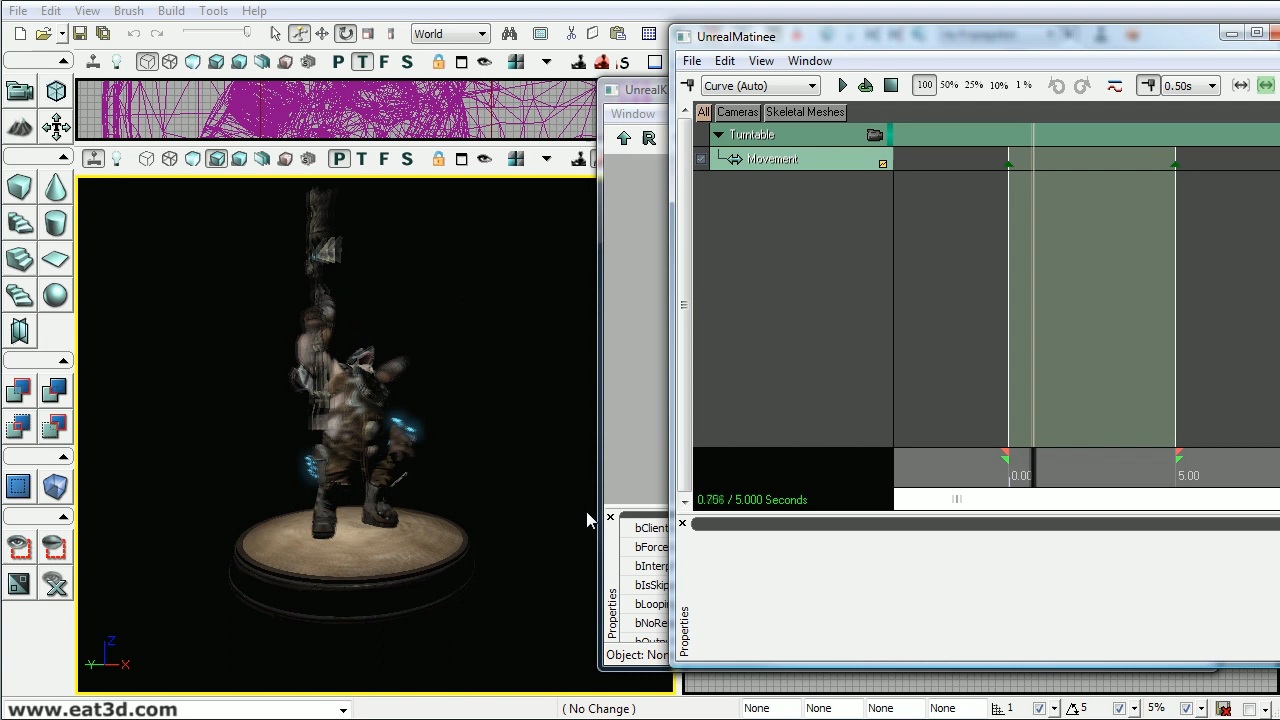 File Edit View Brush Build Tools Help
World
UnrealMatinee
File Edit View Window
Curve (Auto)
100 50% 25% 10% 1 %
0.50s
P T F S
S
UnrealK
Window
R
All Cameras Skeletal Meshes
Turntable
Movement
P T F S
0.00
5.00
0.756 / 5.000 Seconds
bClient
bForce
bInterp
bIsSkip
bLoopin
bNoRe
Properties
Object: Non
Properties
Z
Y X
www.eat3d.com
( No Change )
None None None None
1
5
5%